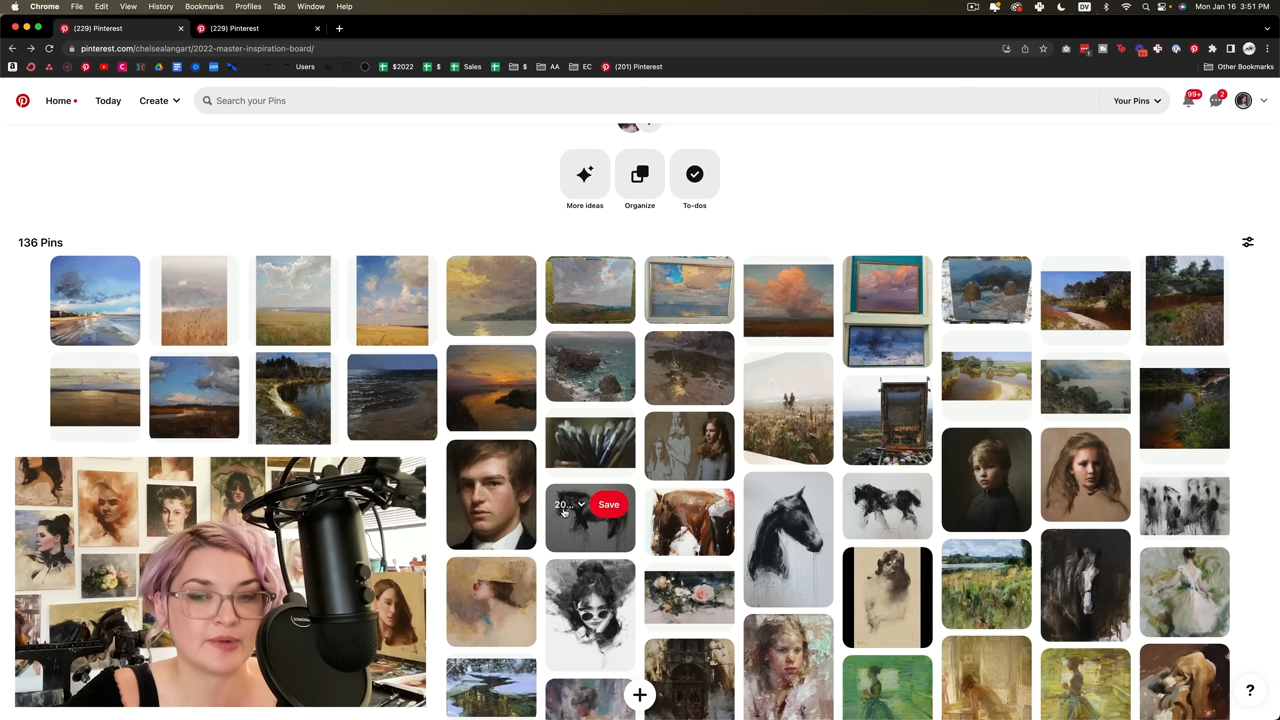 Chrome File Edit View History Bookmarks Profiles Tab Window Help
DV Mon Jan 16 3:51 PM
(229) Pinterest
(229) Pinterest
pinterest.com/chelsealangart/2022-master-inspiration-board/
Users $2022 $ Sales $ AA EC (201) Pinterest Other Bookmarks
Home Today Create Search your Pins Your Pins 99+ 2
More ideas Organize To-dos
136 Pins
20... Save
?